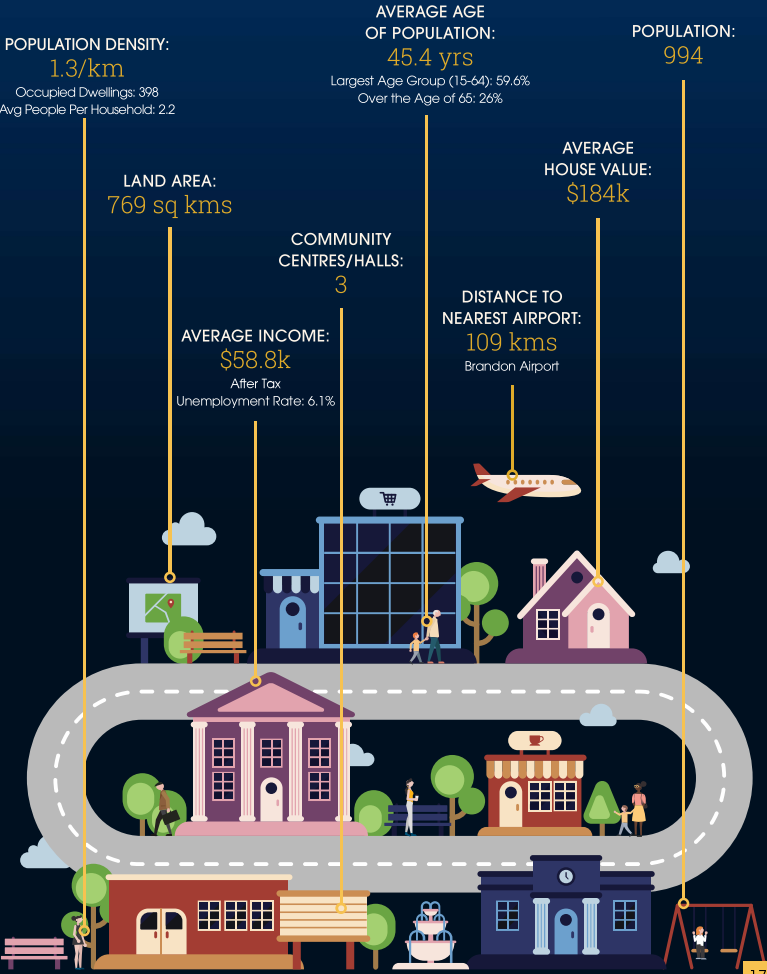 POPULATION DENSITY:
1.3/km
Occupied Dwellings: 398
Avg People Per Household: 2.2
AVERAGE AGE
OF POPULATION:
45.4 yrs
Largest Age Group (15-64): 59.6%
Over the Age of 65: 26%
POPULATION:
994
LAND AREA:
769 sq kms
AVERAGE
HOUSE VALUE:
$184k
COMMUNITY
CENTRES/HALLS:
3
DISTANCE TO
NEAREST AIRPORT:
109 kms
Brandon Airport
AVERAGE INCOME:
$58.8k
After Tax
Unemployment Rate: 6.1%